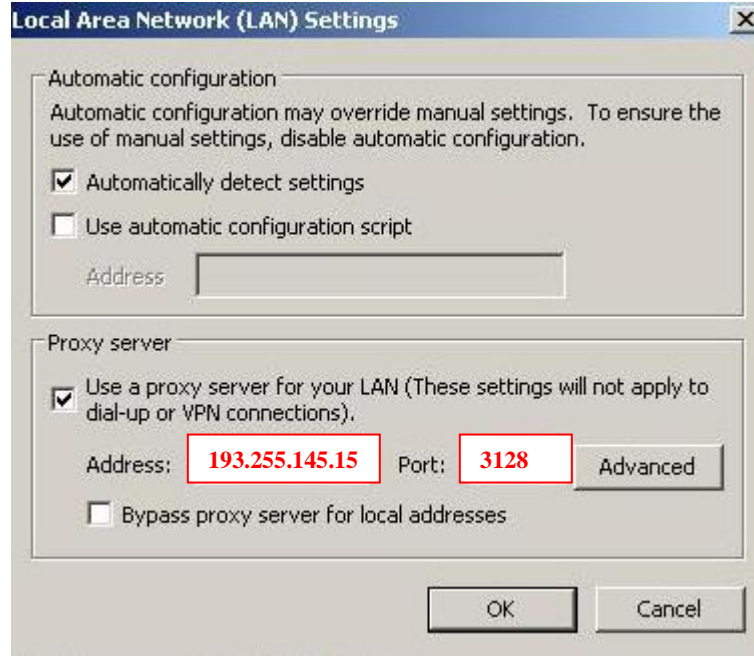 Local Area Network (LAN) Settings
Automatic configuration
Automatic configuration may override manual settings. To ensure the
use of manual settings, disable automatic configuration.
Automatically detect settings
Use automatic configuration script
Address
Proxy server
Use a proxy server for your LAN (These settings will not apply to
dial-up or VPN connections).
Address: 193.255.145.15 Port: 3128 Advanced
Bypass proxy server for local addresses
OK Cancel